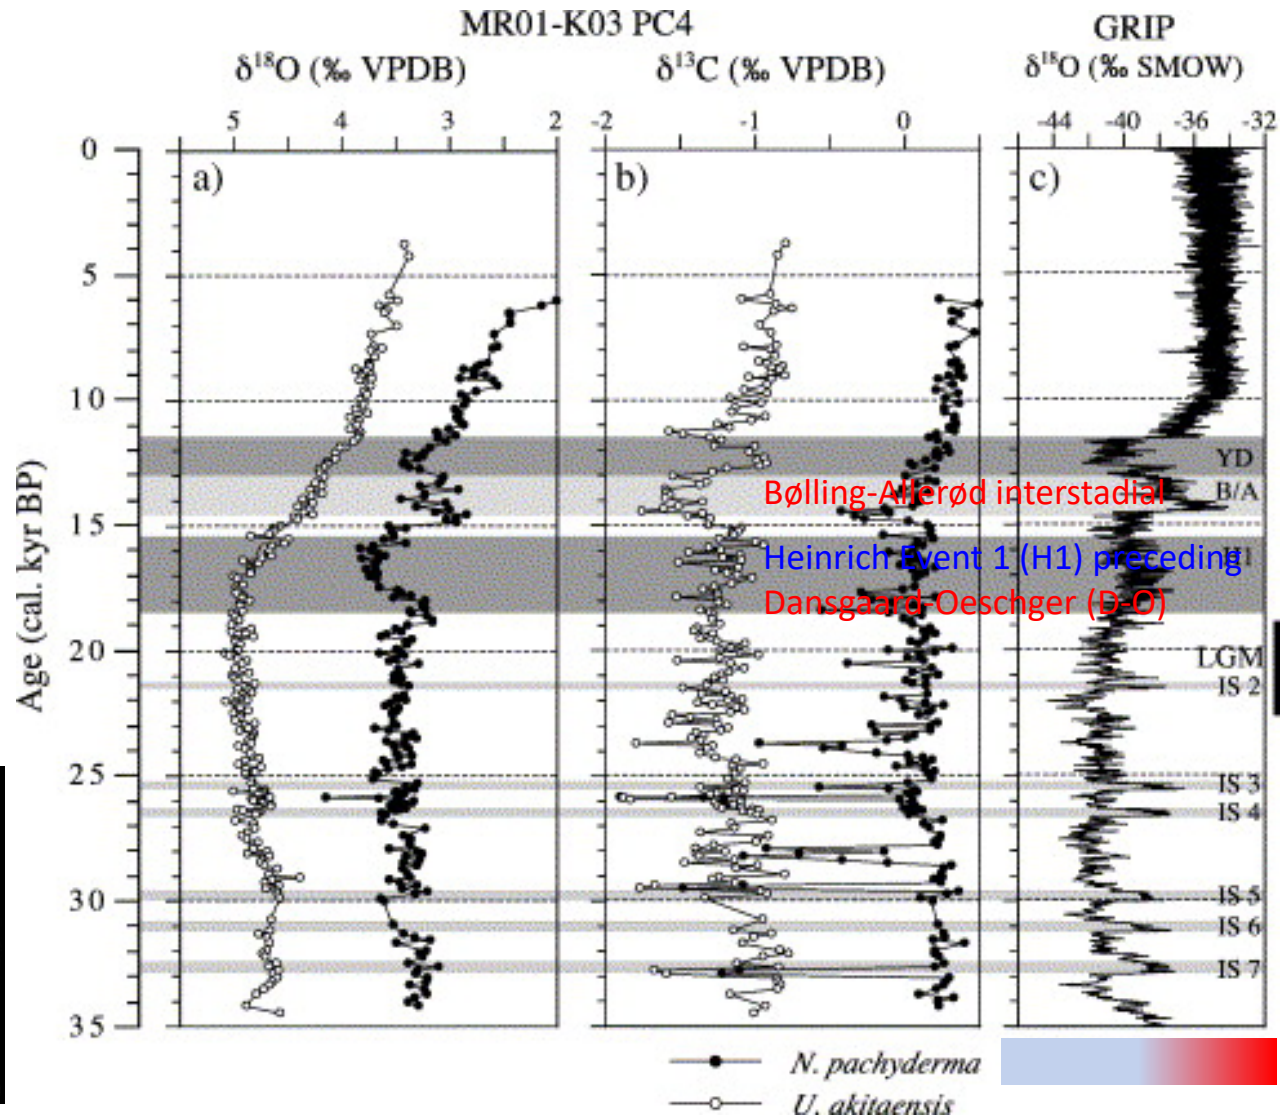 MR01-K03 PC4
GRIP
δ¹⁸O (‰ VPDB)
δ¹³C (‰ VPDB)
δ¹⁸O (‰ SMOW)
5 4 3 2
-2 -1 0
-44 -40 -36 -32
a)
b)
c)
Age (cal. kyr BP)
0
5
10
15
20
25
30
35
YD
B/A
Bølling-Allerød interstadial
H1
Heinrich Event 1 (H1) preceding
Dansgaard-Oeschger (D-O)
LGM
IS 2
IS 3
IS 4
IS 5
IS 6
IS 7
N. pachyderma
U. akitaensis